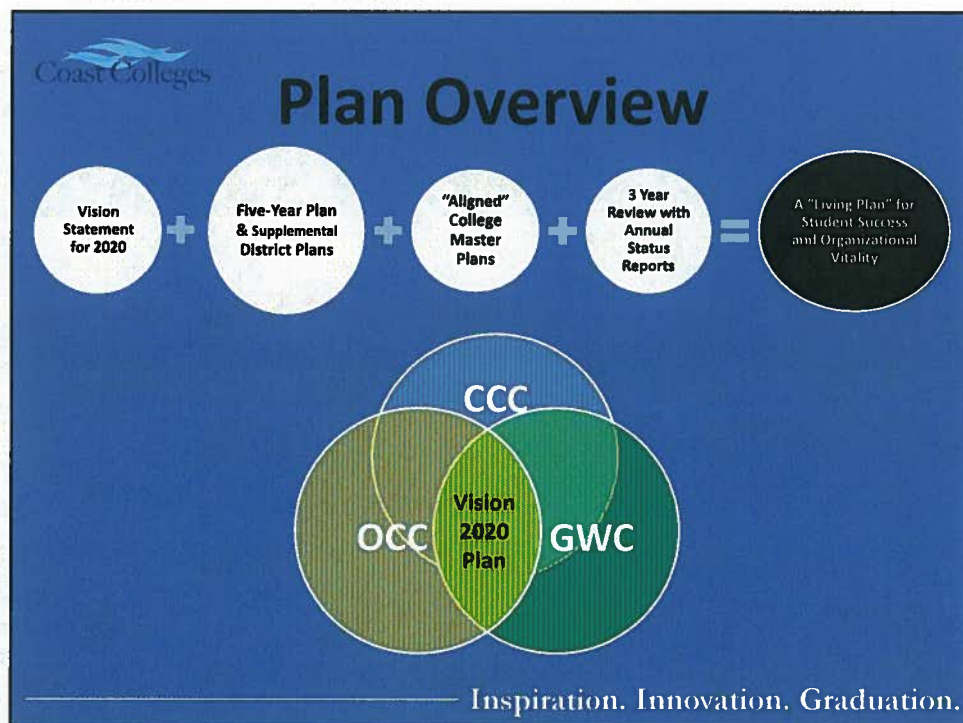 Coast Colleges
Plan Overview
Vision
Statement
for 2020
+
Five-Year Plan
& Supplemental
District Plans
+
"Aligned"
College
Master
Plans
+
3 Year
Review with
Annual
Status
Reports
=
A "Living Plan" for
Student Success
and Organizational
Vitality
CCC
OCC
Vision
2020
Plan
GWC
Inspiration. Innovation. Graduation.